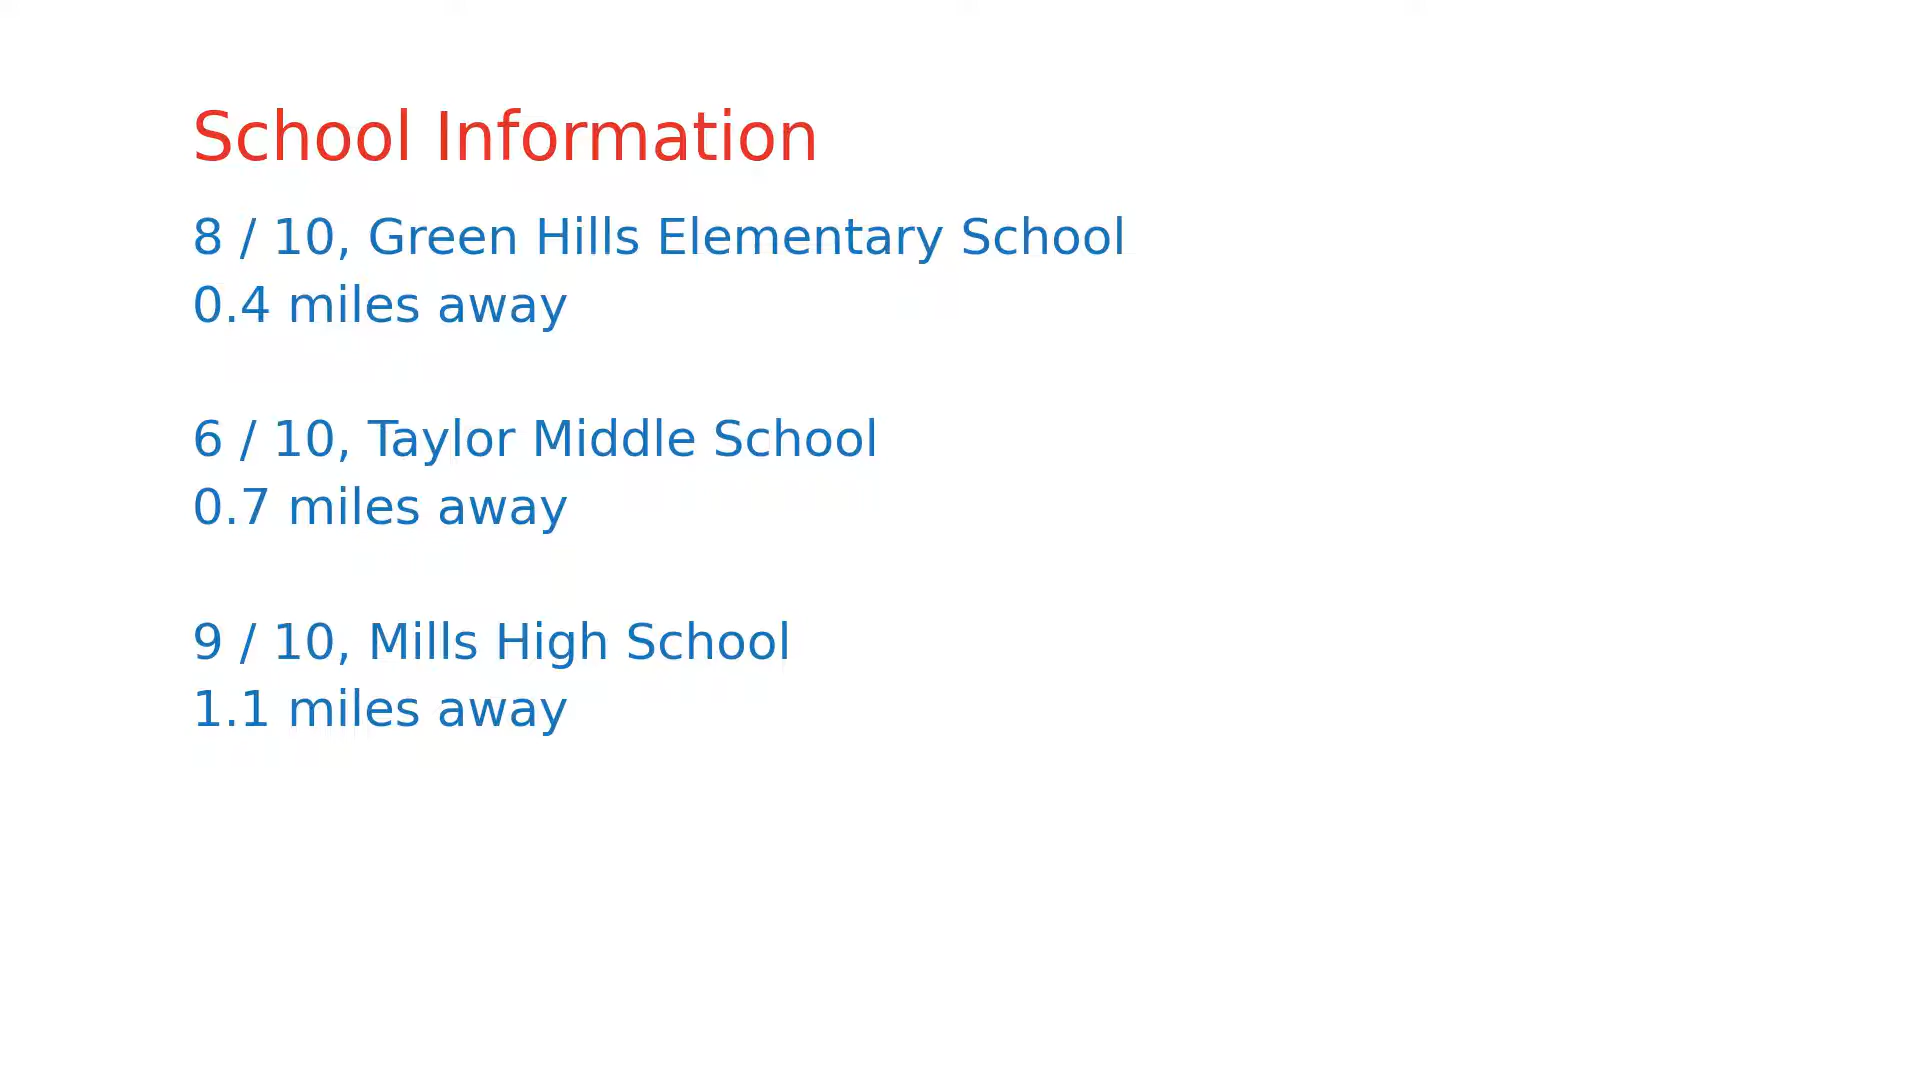 School Information
8 / 10, Green Hills Elementary School
0.4 miles away
6 / 10, Taylor Middle School
0.7 miles away
9 / 10, Mills High School
1.1 miles away